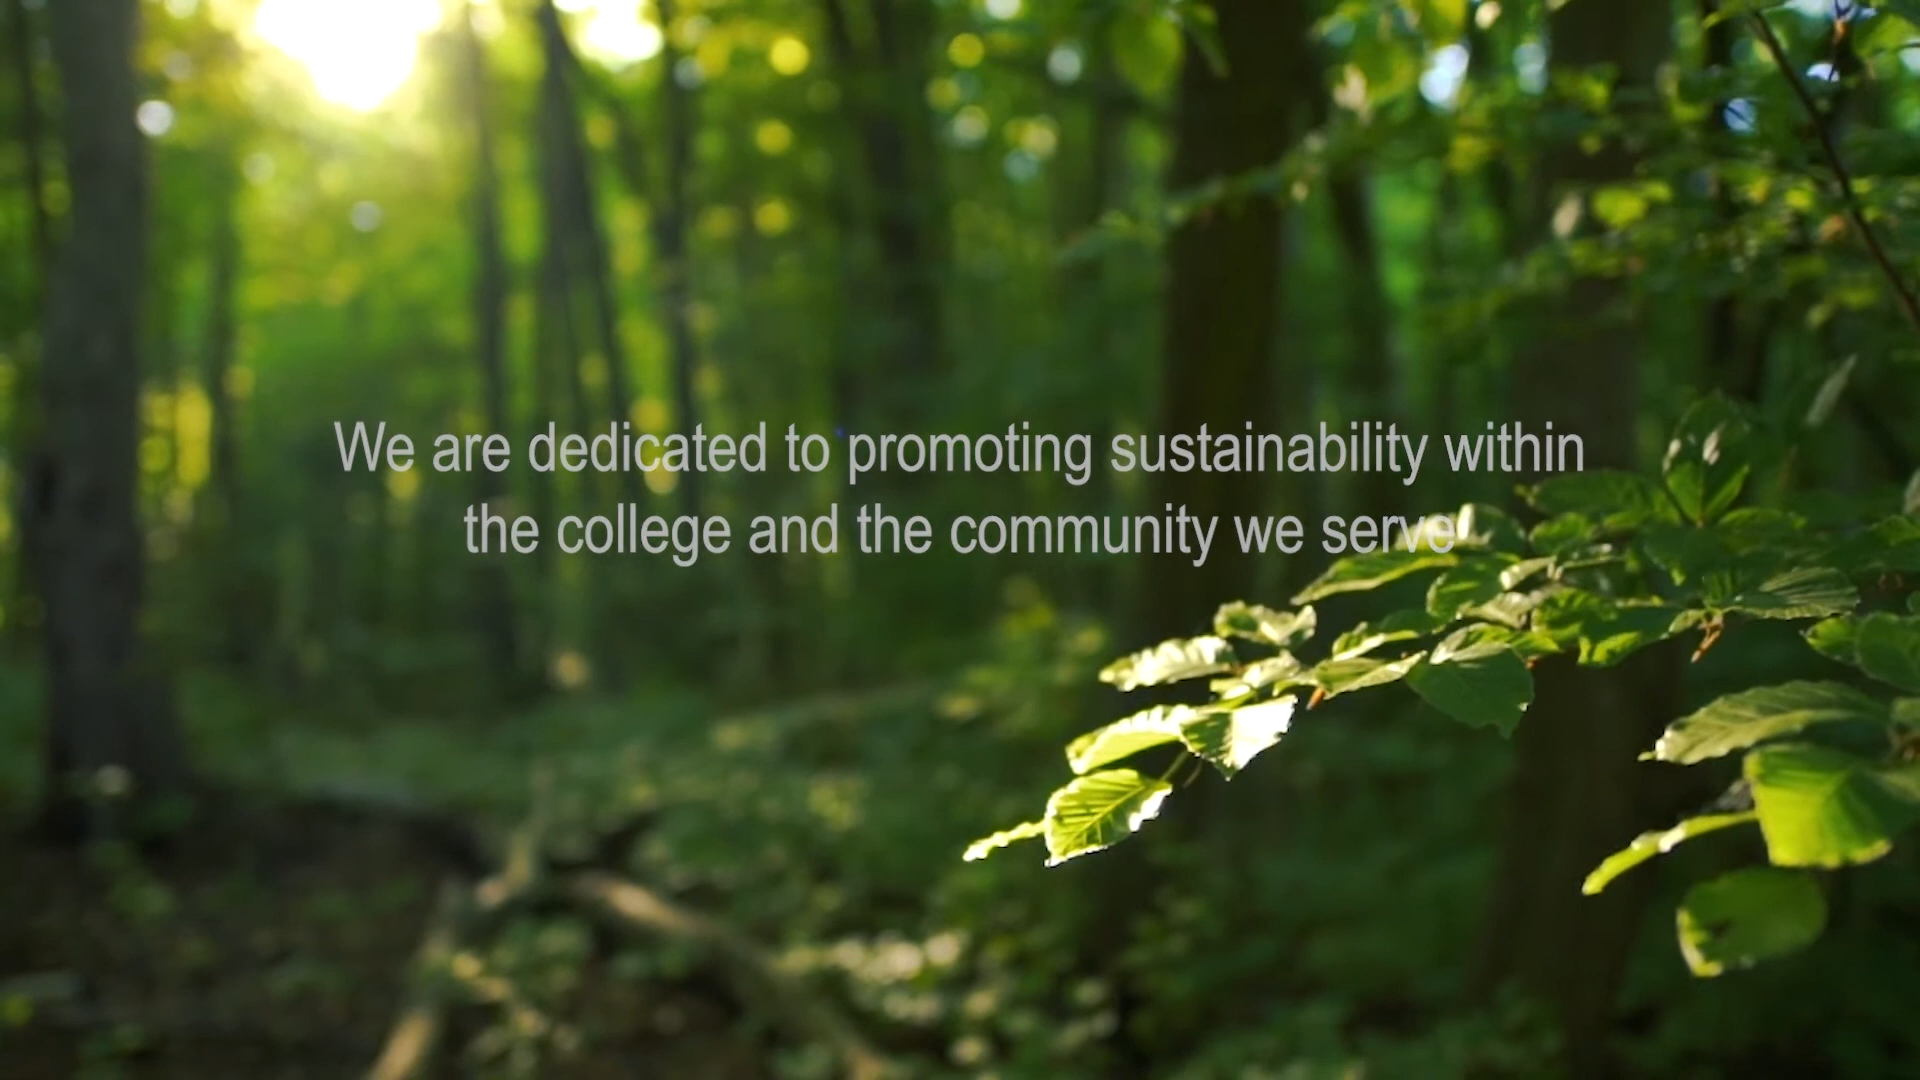 We are dedicated to promoting sustainability within
the college and the community we serve